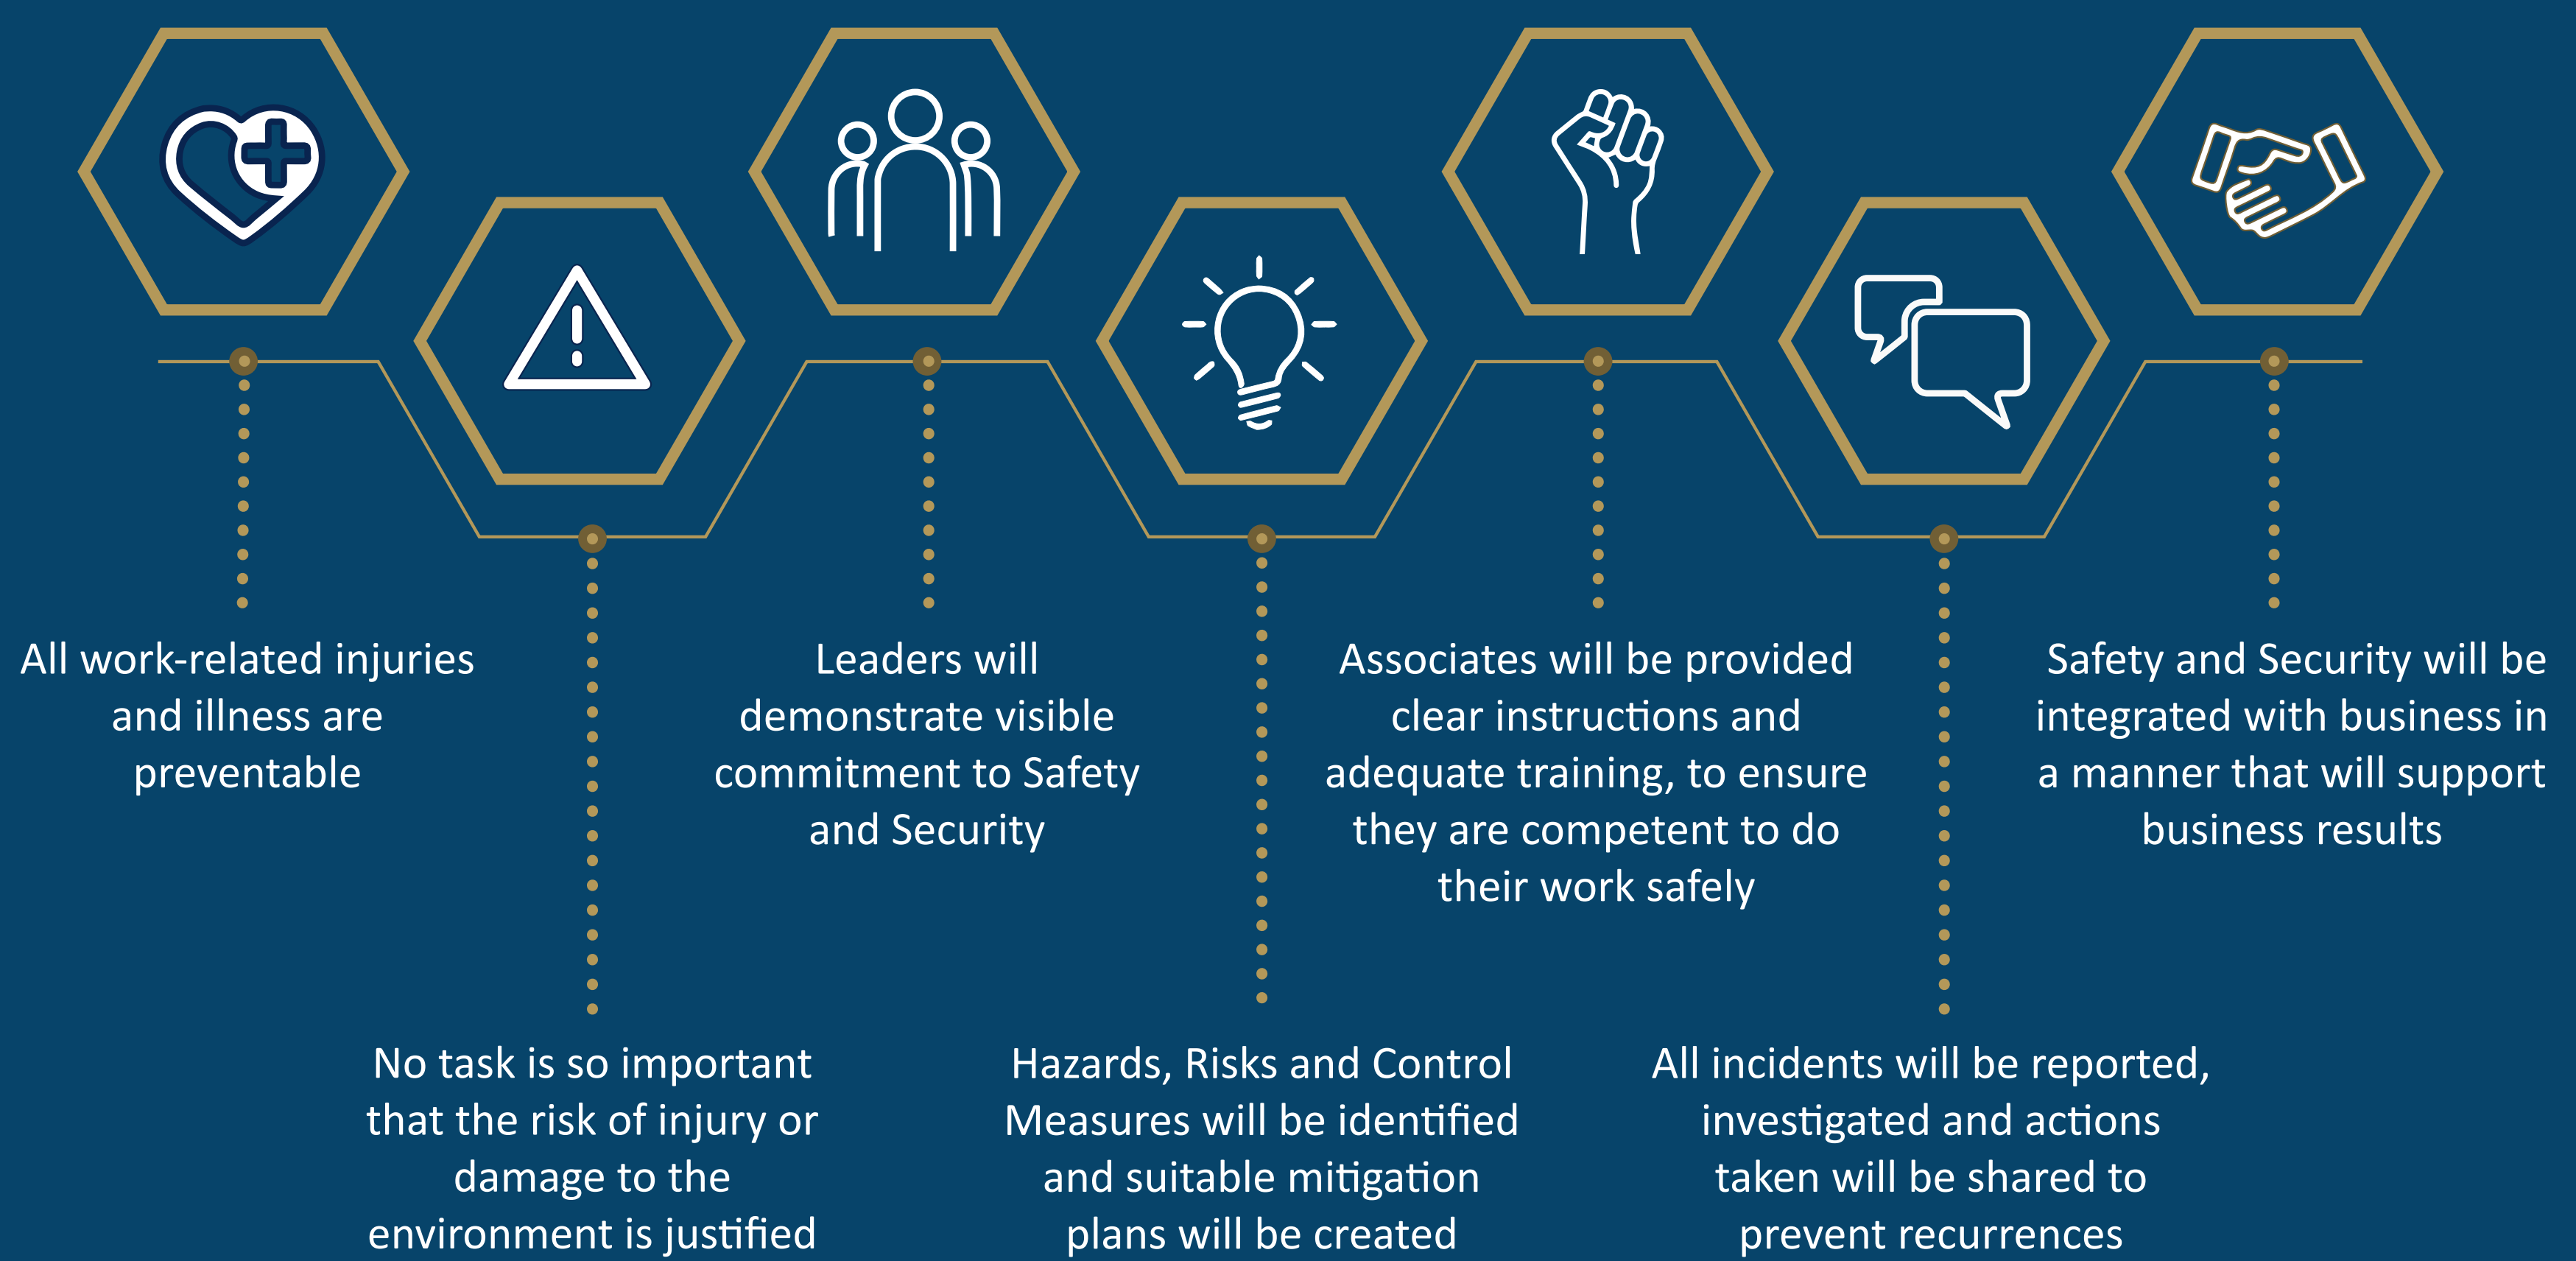 All work-related injuries
and illness are
preventable
No task is so important
that the risk of injury or
damage to the
environment is justified
Leaders will
demonstrate visible
commitment to Safety
and Security
Hazards, Risks and Control
Measures will be identified
and suitable mitigation
plans will be created
Associates will be provided
clear instructions and
adequate training, to ensure
they are competent to do
their work safely
All incidents will be reported,
investigated and actions
taken will be shared to
prevent recurrences
Safety and Security will be
integrated with business in
a manner that will support
business results